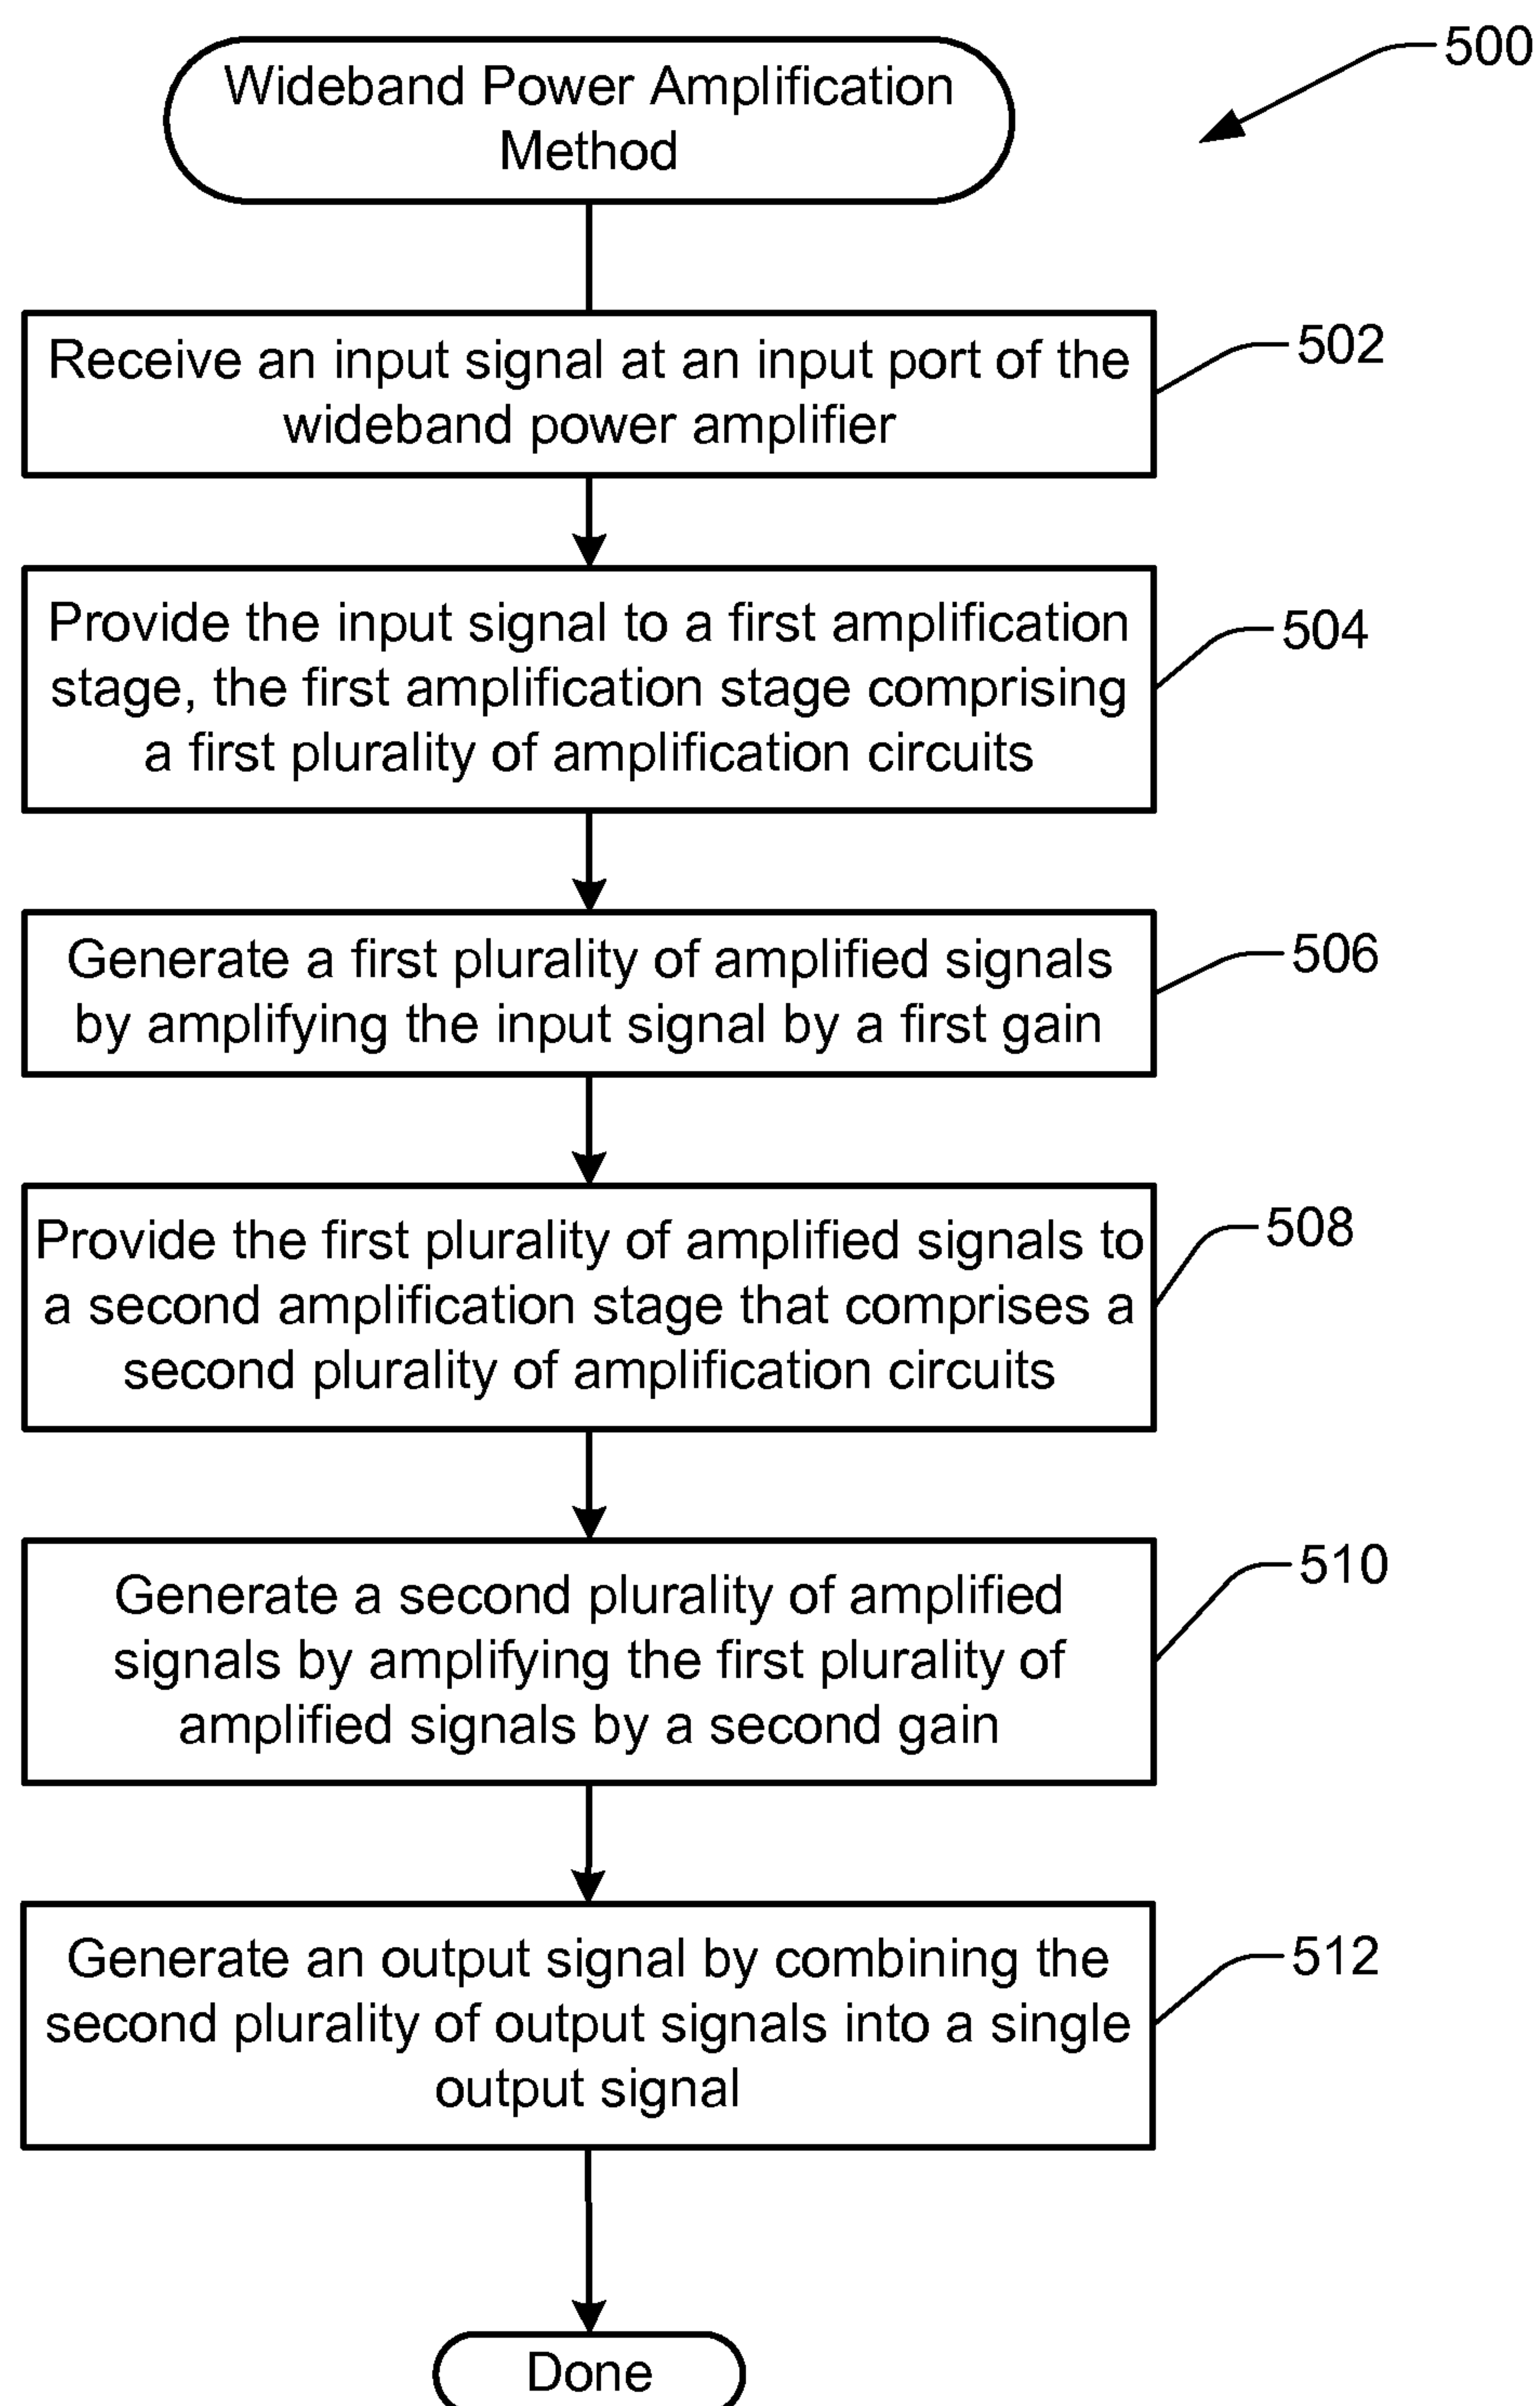 500
Wideband Power Amplification
Method
Receive an input signal at an input port of the
wideband power amplifier
502
Provide the input signal to a first amplification
stage, the first amplification stage comprising
a first plurality of amplification circuits
504
Generate a first plurality of amplified signals
by amplifying the input signal by a first gain
506
Provide the first plurality of amplified signals to
a second amplification stage that comprises a
second plurality of amplification circuits
508
Generate a second plurality of amplified
signals by amplifying the first plurality of
amplified signals by a second gain
510
Generate an output signal by combining the
second plurality of output signals into a single
output signal
512
Done